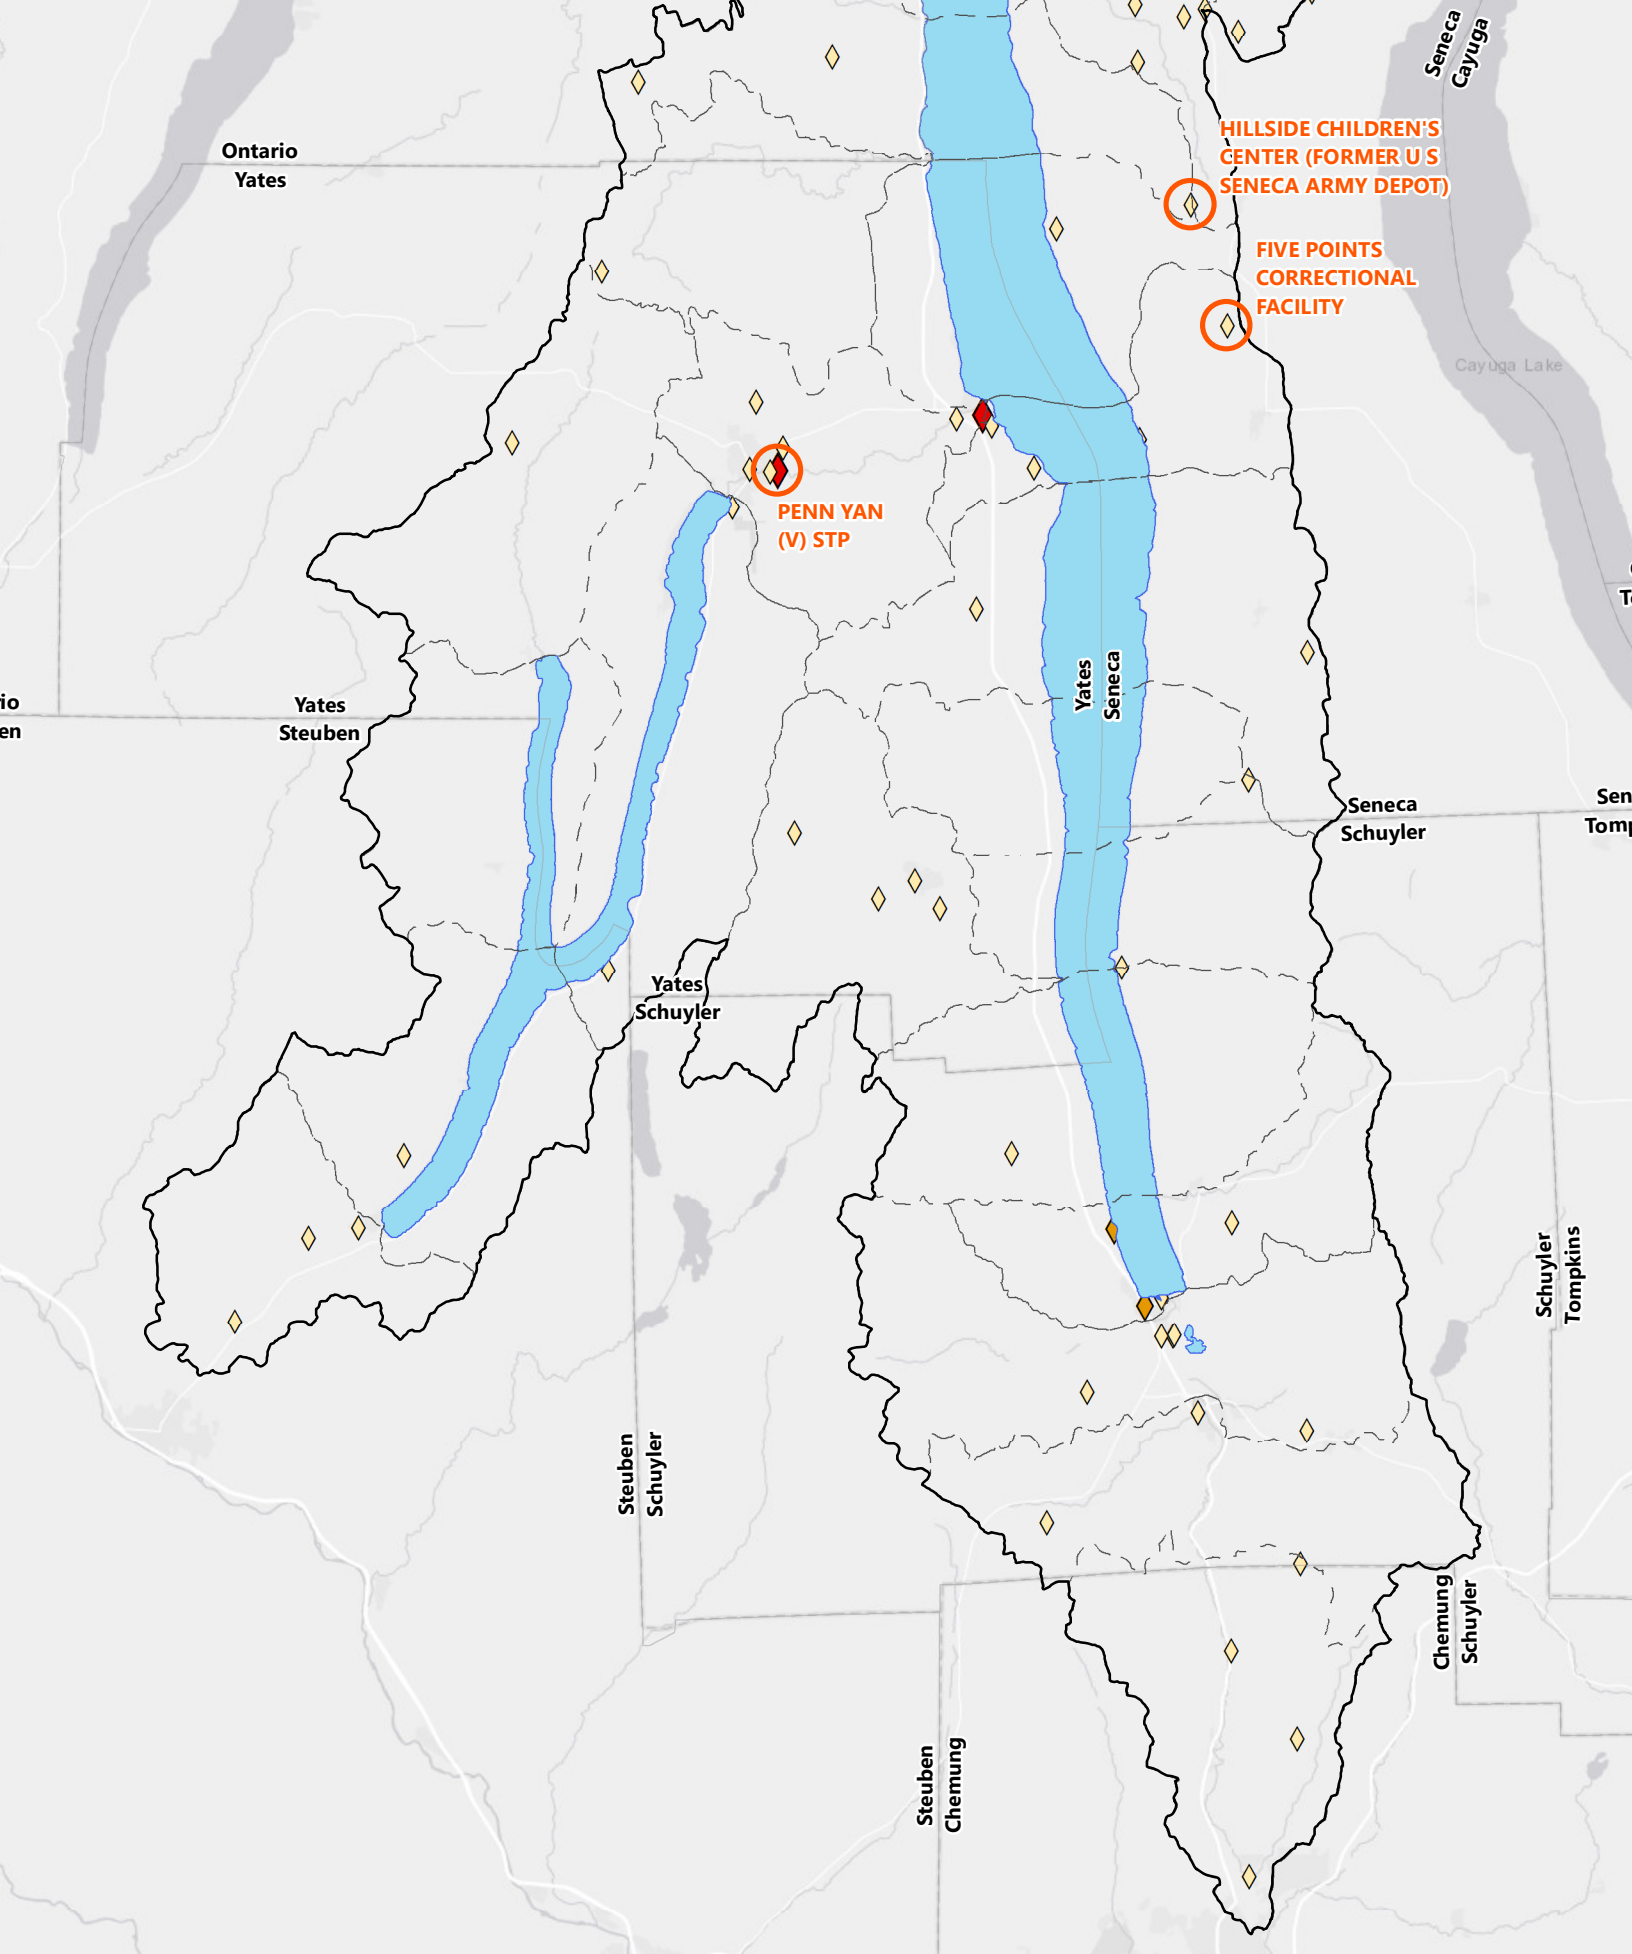 Seneca
Cayuga
HILLSIDE CHILDREN'S
CENTER (FORMER U S
SENECA ARMY DEPOT)
Ontario
Yates
FIVE POINTS
CORRECTIONAL
FACILITY
Cayuga Lake
PENN YAN
(V) STP
Yates
Seneca
Yates
Steuben
Seneca
Schuyler
Yates
Schuyler
Schuyler
Tompkins
Steuben
Schuyler
Chemung
Schuyler
Steuben
Chemung